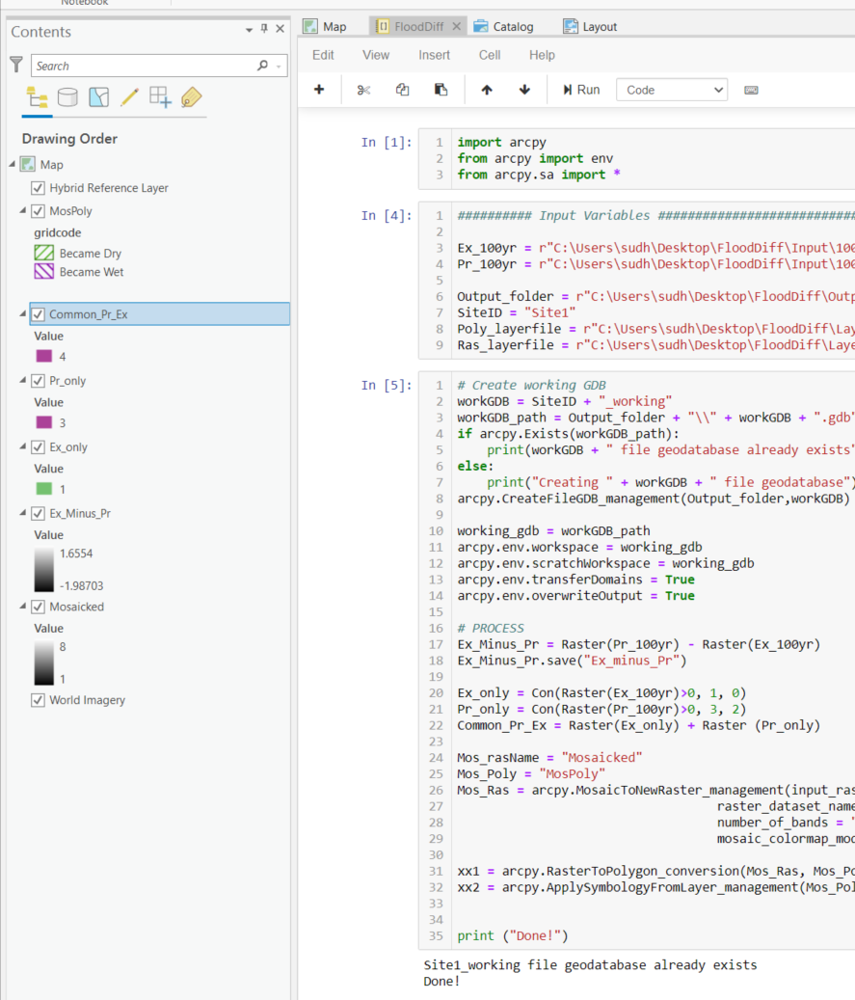 Notebook
Contents
Search
Drawing Order
Map
Hybrid Reference Layer
MosPoly
gridcode
Became Dry
Became Wet
Common_Pr_Ex
Value
4
Pr_only
Value
3
Ex_only
Value
1
Ex_Minus_Pr
Value
1.6554
-1.98703
Mosaicked
Value
8
1
World Imagery
Map FloodDiff Catalog Layout
Edit View Insert Cell Help
Run Code
In [1]:
1 import arcpy
2 from arcpy import env
3 from arcpy.sa import *
In [4]:
1 ########## Input Variables ###########################
2
3 Ex_100yr = r"C:\Users\sudh\Desktop\FloodDiff\Input\100
4 Pr_100yr = r"C:\Users\sudh\Desktop\FloodDiff\Input\100
5
6 Output_folder = r"C:\Users\sudh\Desktop\FloodDiff\Outp
7 SiteID = "Site1"
8 Poly_layerfile = r"C:\Users\sudh\Desktop\FloodDiff\Lay
9 Ras_layerfile = r"C:\Users\sudh\Desktop\FloodDiff\Laye
In [5]:
1 # Create working GDB
2 workGDB = SiteID + "_working"
3 workGDB_path = Output_folder + "\\" + workGDB + ".gdb"
4 if arcpy.Exists(workGDB_path):
5     print(workGDB + " file geodatabase already exists"
6 else:
7     print("Creating " + workGDB + " file geodatabase")
8 arcpy.CreateFileGDB_management(Output_folder,workGDB)
9
10 working_gdb = workGDB_path
11 arcpy.env.workspace = working_gdb
12 arcpy.env.scratchWorkspace = working_gdb
13 arcpy.env.transferDomains = True
14 arcpy.env.overwriteOutput = True
15
16 # PROCESS
17 Ex_Minus_Pr = Raster(Pr_100yr) - Raster(Ex_100yr)
18 Ex_Minus_Pr.save("Ex_minus_Pr")
19
20 Ex_only = Con(Raster(Ex_100yr)>0, 1, 0)
21 Pr_only = Con(Raster(Pr_100yr)>0, 3, 2)
22 Common_Pr_Ex = Raster(Ex_only) + Raster (Pr_only)
23
24 Mos_rasName = "Mosaicked"
25 Mos_Poly = "MosPoly"
26 Mos_Ras = arcpy.MosaicToNewRaster_management(input_ras
27 raster_dataset_name
28 number_of_bands = "
29 mosaic_colormap_mod
30
31 xx1 = arcpy.RasterToPolygon_conversion(Mos_Ras, Mos_Po
32 xx2 = arcpy.ApplySymbologyFromLayer_management(Mos_Pol
33
34
35 print ("Done!")
Site1_working file geodatabase already exists
Done!